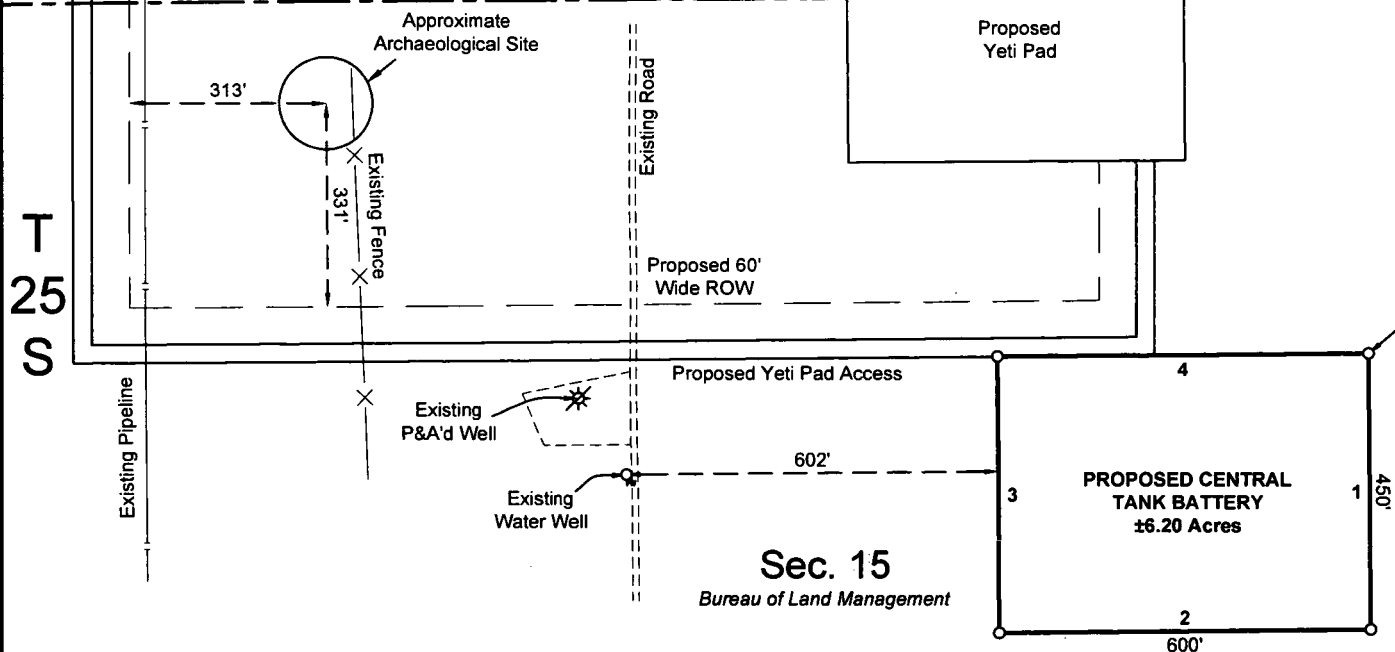 Approximate
Archaeological Site
Proposed
Yeti Pad
313'
Existing Road
Existing Fence
331'
T
25
S
Proposed 60'
Wide ROW
Proposed Yeti Pad Access
4
Existing Pipeline
Existing
P&A'd Well
602'
Existing
Water Well
3
PROPOSED CENTRAL
TANK BATTERY
±6.20 Acres
1
450'
Sec. 15
Bureau of Land Management
2
600'